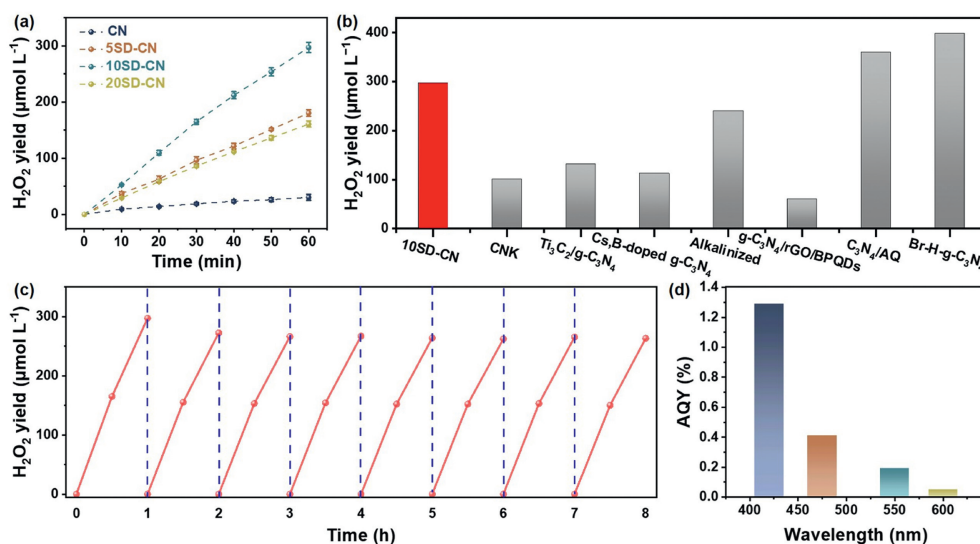 (a)
H₂O₂ yield (μmol L⁻¹)
300
200
100
0
CN
5SD-CN
10SD-CN
20SD-CN
0 10 20 30 40 50 60
Time (min)
(b)
H₂O₂ yield (μmol L⁻¹)
400
300
200
100
0
10SD-CN
CNK
Ti₃C₂/g-C₃N₄
Cs,B-doped g-C₃N₄
Alkalinized
g-C₃N₄/rGO/BPQDs
C₃N₄/AQ
Br-H-g-C₃N₄
(c)
H₂O₂ yield (μmol L⁻¹)
300
200
100
0
0 1 2 3 4 5 6 7 8
Time (h)
(d)
AQY (%)
1.4
1.2
1.0
0.8
0.6
0.4
0.2
0.0
400 450 500 550 600
Wavelength (nm)